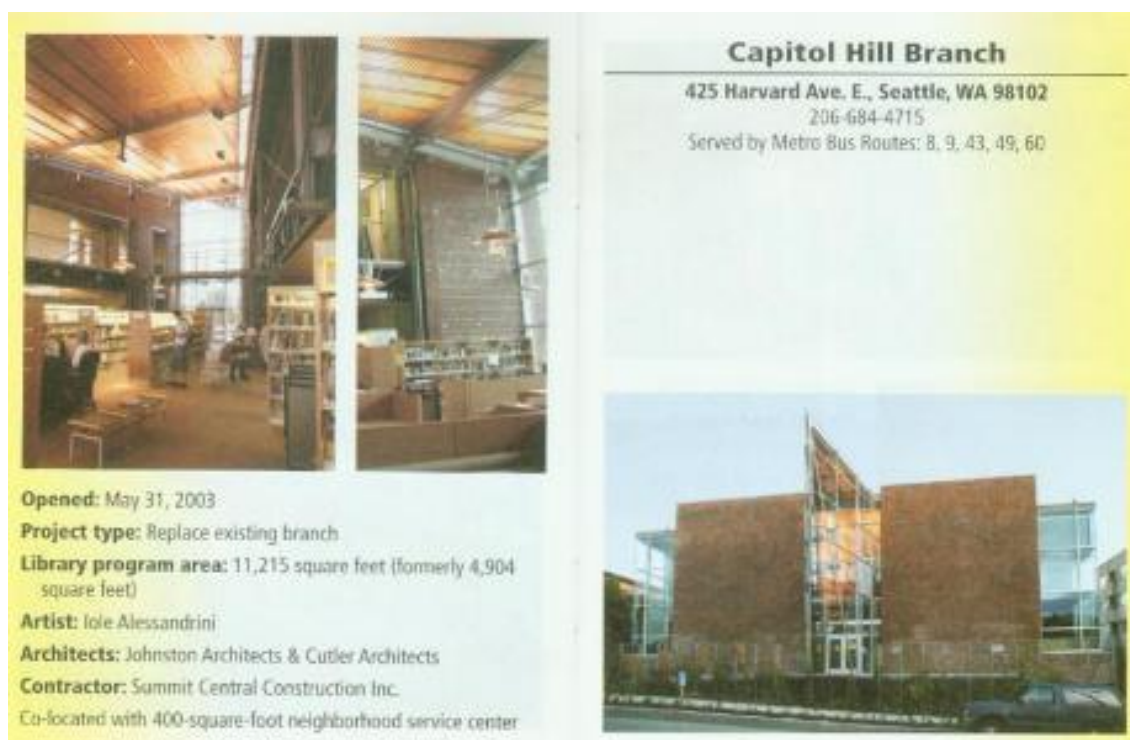 Opened: May 31, 2003
Project type: Replace existing branch
Library program area: 11,215 square feet (formerly 4,904
square feet)
Artist: Iole Alessandrini
Architects: Johnston Architects & Cutler Architects
Contractor: Summit Central Construction Inc.
Co-located with 400-square-foot neighborhood service center
Capitol Hill Branch
425 Harvard Ave. E., Seattle, WA 98102
206-684-4715
Served by Metro Bus Routes: 8, 9, 43, 49, 60